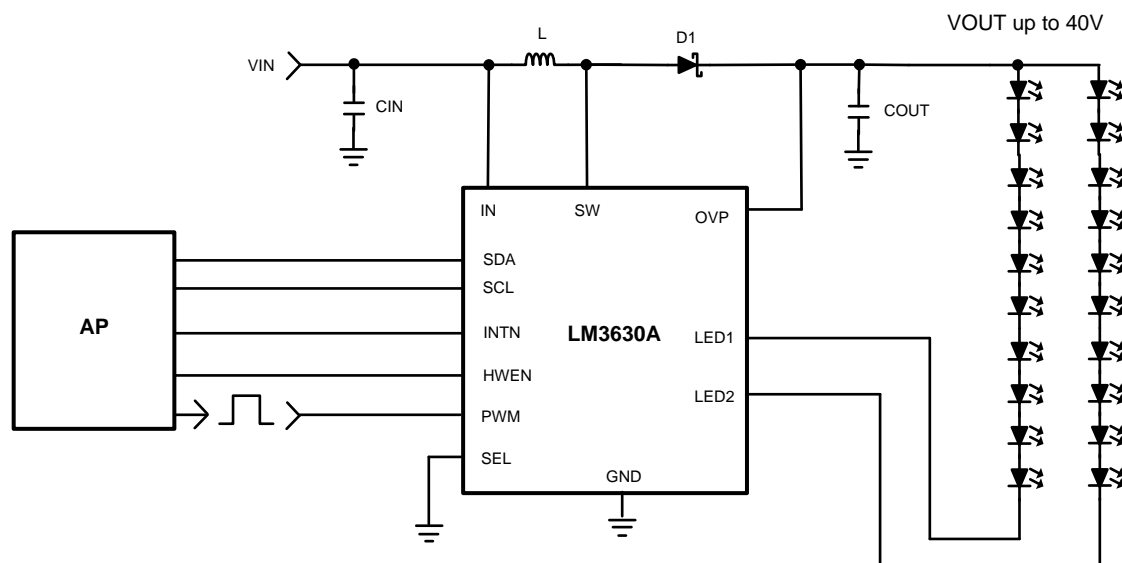 VOUT up to 40V
L
D1
VIN
CIN
COUT
IN
SW
OVP
SDA
SCL
AP
INTN
LM3630A
LED1
HWEN
LED2
PWM
SEL
GND